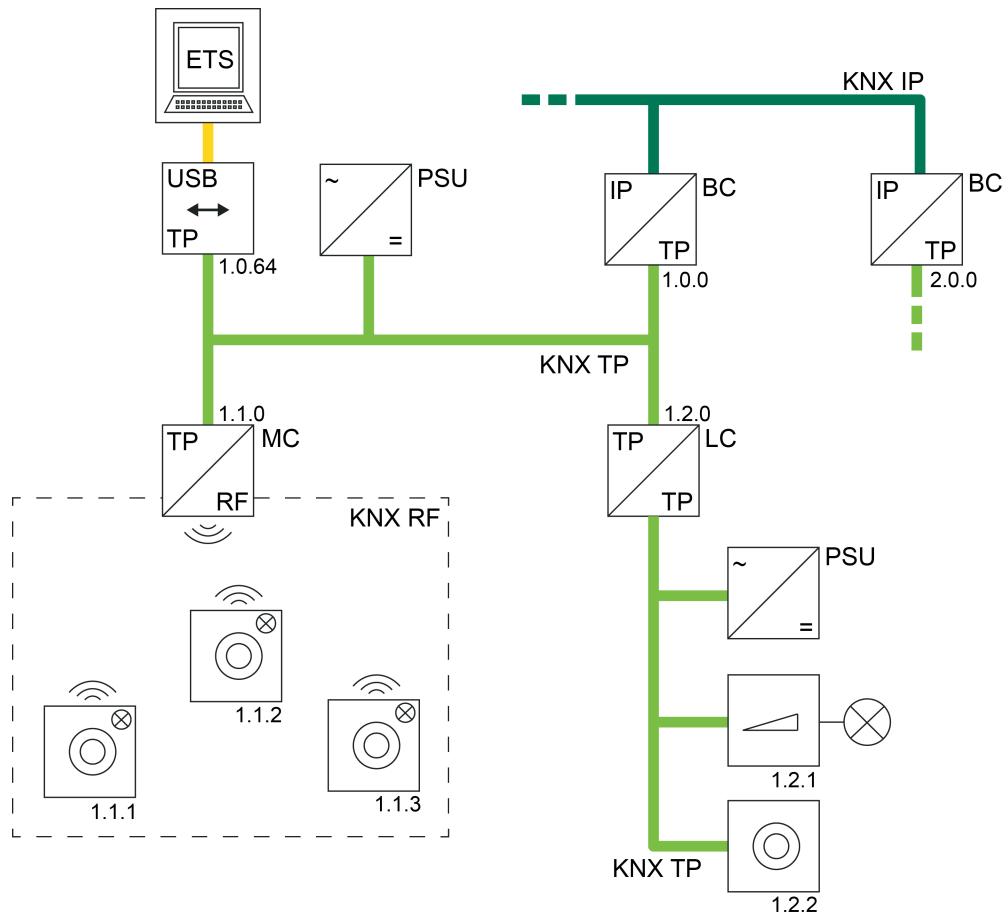 ETS
KNX IP
USB
TP
1.0.64
~
=
PSU
IP
TP
BC
1.0.0
IP
TP
BC
2.0.0
KNX TP
1.1.0
TP
RF
MC
1.2.0
TP
TP
LC
KNX RF
~
=
PSU
1.1.2
1.1.1
1.1.3
1.2.1
KNX TP
1.2.2